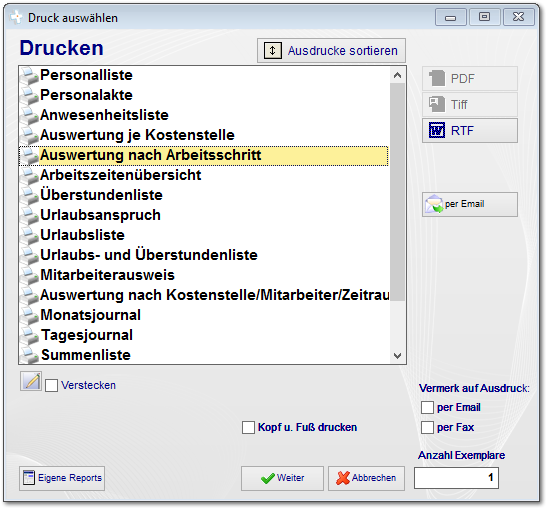 Druck auswählen
Drucken
Ausdrucke sortieren
Personalliste
Personalakte
Anwesenheitsliste
Auswertung je Kostenstelle
Auswertung nach Arbeitsschritt
Arbeitszeitenübersicht
Überstundenliste
Urlaubsanspruch
Urlaubsliste
Urlaubs- und Überstundenliste
Mitarbeiterausweis
Auswertung nach Kostenstelle/Mitarbeiter/Zeitrau
Monatsjournal
Tagesjournal
Summenliste
PDF
Tiff
RTF
per Email
Verstecken
Vermerk auf Ausdruck:
per Email
Kopf u. Fuß drucken
per Fax
Anzahl Exemplare
Eigene Reports
Weiter
Abbrechen
1